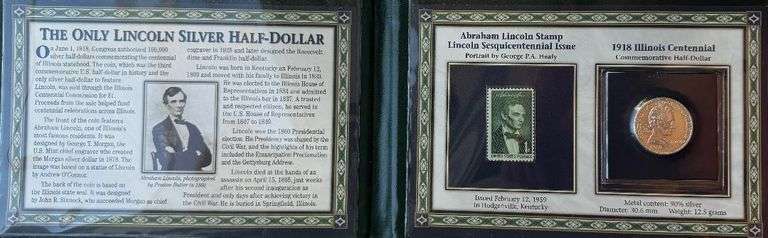 THE ONLY LINCOLN SILVER HALF-DOLLAR
On June 1, 1918, Congress authorized 100,000
silver half-dollars commemorating the centennial
of Illinois statehood. The coin, which was the third
commemorative U.S. half-dollar in history and the
only silver half-dollar to feature
Lincoln, was sold through the Illinois
Centennial Commission for $1.
Proceeds from the sale helped fund
centennial celebrations across Illinois.
The front of the coin features
Abraham Lincoln, one of Illinois's
most famous residents. It was
designed by George T. Morgan, the
U.S. Mint chief engraver who created
the Morgan silver dollar in 1878. The
image was based on a statue of Lincoln
by Andrew O'Connor.
The back of the coin is based on
the Illinois state seal. It was designed
by John R. Sinnock, who succeeded Morgan as chief
engraver in 1925 and later designed the Roosevelt
dime and Franklin half-dollar.
Lincoln was born in Kentucky on February 12,
1809 and moved with his family to Illinois in 1830.
He was elected to the Illinois House of
Representatives in 1834 and admitted
to the Illinois bar in 1837. A trusted
and respected citizen, he served in
the U.S. House of Representatives
from 1847 to 1849.
Lincoln won the 1860 Presidential
election. His Presidency was shaped by the
Civil War, and the highlights of his term
included the Emancipation Proclamation
and the Gettysburg Address.
Lincoln died at the hands of an
assassin on April 15, 1865, just weeks
after his second inauguration as
President and only days after achieving victory in
the Civil War. He is buried in Springfield, Illinois.
Abraham Lincoln, photographed
by Preston Butler in 1860
Abraham Lincoln Stamp
Lincoln Sesquicentennial Issue
Portrait by George P.A. Healy
UNITED STATES POSTAGE
Issued February 12, 1959
in Hodgenville, Kentucky
1918 Illinois Centennial
Commemorative Half-Dollar
Metal content: 90% silver
Diameter: 30.6 mm Weight: 12.5 grams